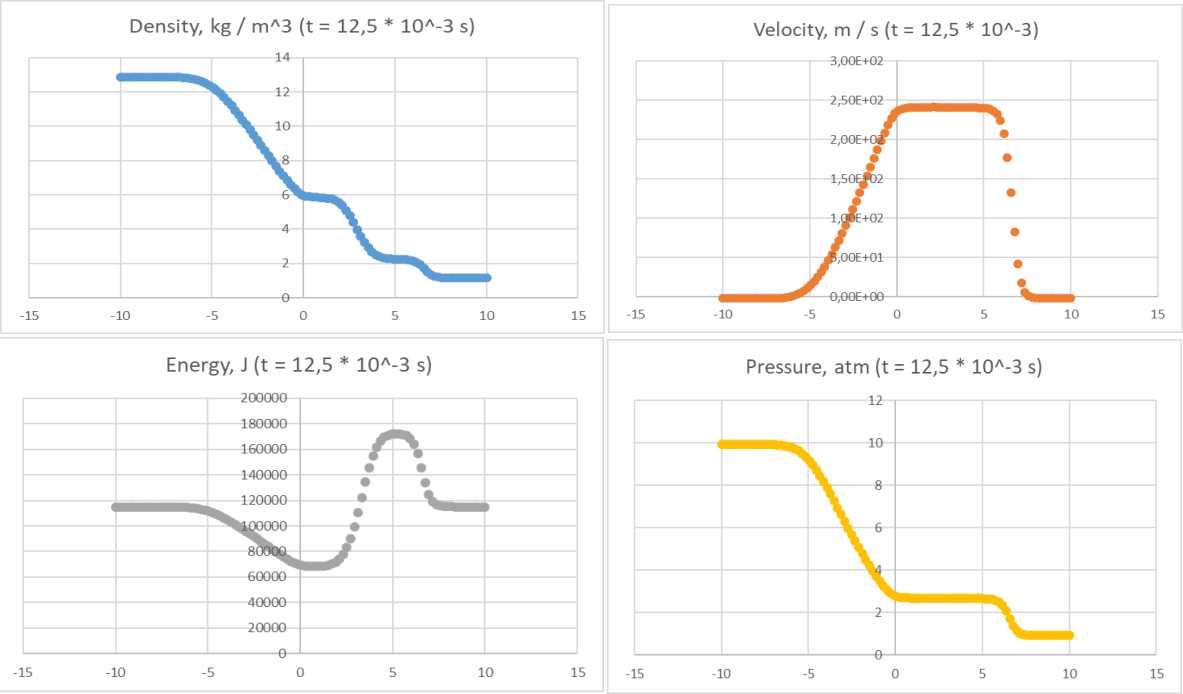 Density, kg / m^3 (t = 12,5 * 10^-3 s)
14
12
10
8
6
4
2
0
-15 -10 -5 0 5 10 15
Velocity, m / s (t = 12,5 * 10^-3)
3,00E+02
2,50E+02
2,00E+02
1,50E+02
1,00E+02
5,00E+01
0,00E+00
-15 -10 -5 0 5 10 15
Energy, J (t = 12,5 * 10^-3 s)
200000
180000
160000
140000
120000
100000
80000
60000
40000
20000
0
-15 -10 -5 0 5 10 15
Pressure, atm (t = 12,5 * 10^-3 s)
12
10
8
6
4
2
0
-15 -10 -5 0 5 10 15